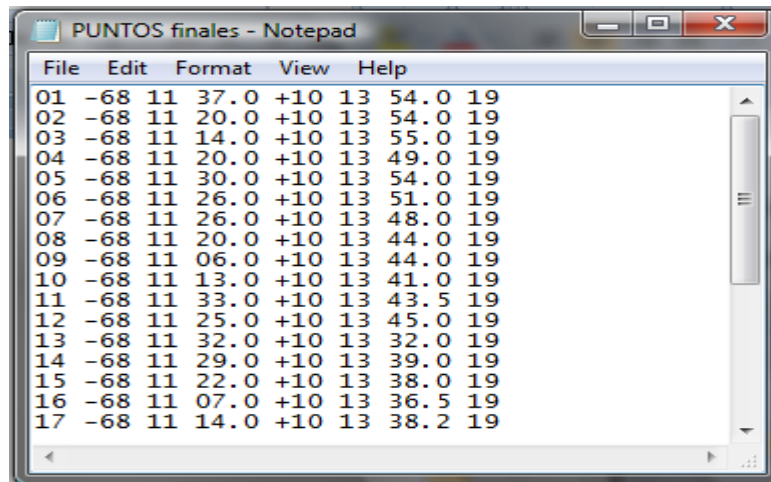 PUNTOS finales - Notepad
File Edit Format View Help
01 -68 11 37.0 +10 13 54.0 19
02 -68 11 20.0 +10 13 54.0 19
03 -68 11 14.0 +10 13 55.0 19
04 -68 11 20.0 +10 13 49.0 19
05 -68 11 30.0 +10 13 54.0 19
06 -68 11 26.0 +10 13 51.0 19
07 -68 11 26.0 +10 13 48.0 19
08 -68 11 20.0 +10 13 44.0 19
09 -68 11 06.0 +10 13 44.0 19
10 -68 11 13.0 +10 13 41.0 19
11 -68 11 33.0 +10 13 43.5 19
12 -68 11 25.0 +10 13 45.0 19
13 -68 11 32.0 +10 13 32.0 19
14 -68 11 29.0 +10 13 39.0 19
15 -68 11 22.0 +10 13 38.0 19
16 -68 11 07.0 +10 13 36.5 19
17 -68 11 14.0 +10 13 38.2 19